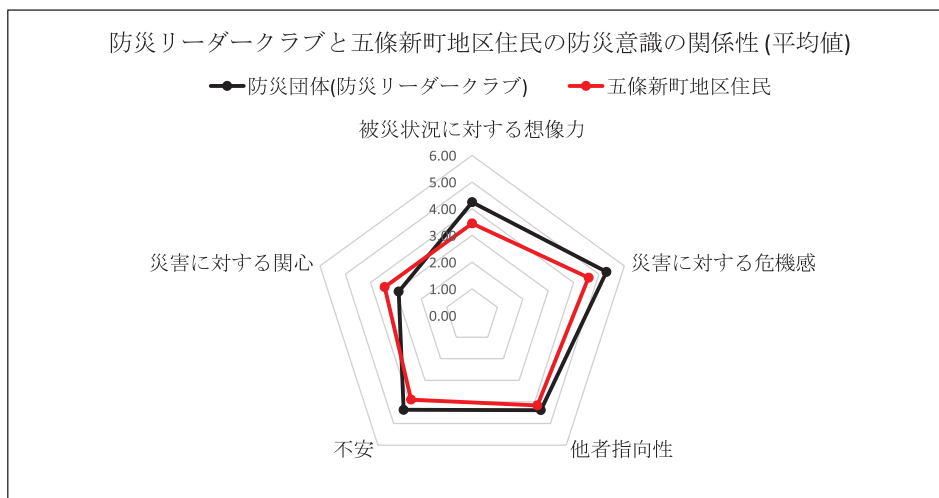 防災リーダークラブと五條新町地区住民の防災意識の関係性 (平均値)
防災団体(防災リーダークラブ) 五條新町地区住民
被災状況に対する想像力
6.00
5.00
4.00
3.00
2.00
1.00
0.00
災害に対する関心
災害に対する危機感
不安
他者指向性